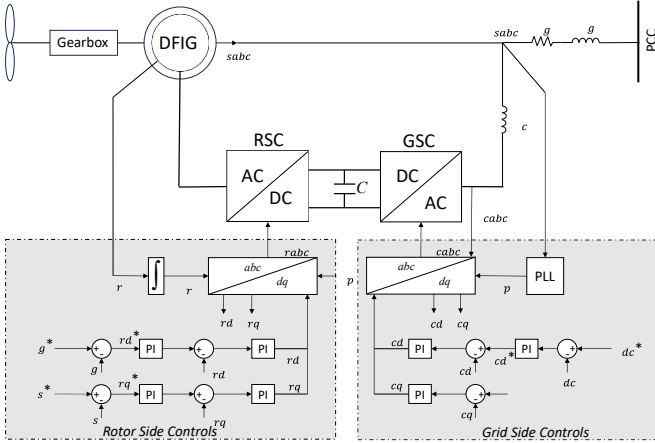 sabc
g
g
PCC
Gearbox
DFIG
sabc
c
RSC
GSC
AC
DC
C
DC
AC
cabc
rabc
cabc
abc
dq
abc
dq
∫
r
r
p
p
PLL
rd
rq
cd
cq
g*
+
-
rd*
PI
+
-
PI
rd
g
rd
cd
PI
+
-
cd*
PI
+
-
dc*
cd
dc
s*
+
-
rq*
PI
+
-
PI
rq
s
rq
cq
PI
+
-
cq
Rotor Side Controls
Grid Side Controls